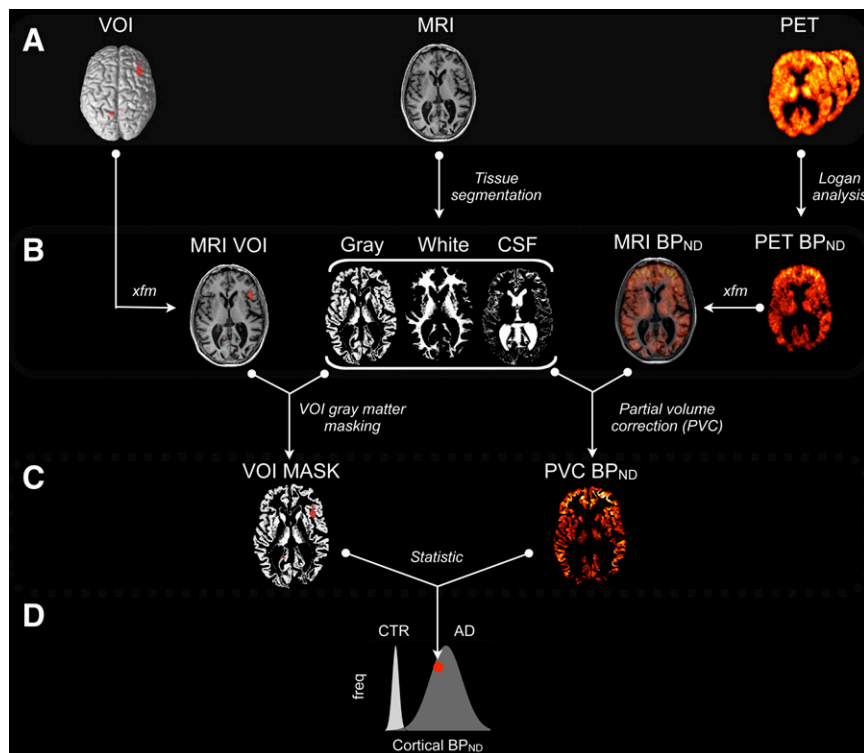 A
VOI
MRI
PET
Tissue
segmentation
Logan
analysis
B
MRI VOI
Gray
White
CSF
MRI BPND
PET BPND
xfm
xfm
VOI gray matter
masking
Partial volume
correction (PVC)
C
VOI MASK
PVC BPND
Statistic
D
CTR
AD
freq
Cortical BPND